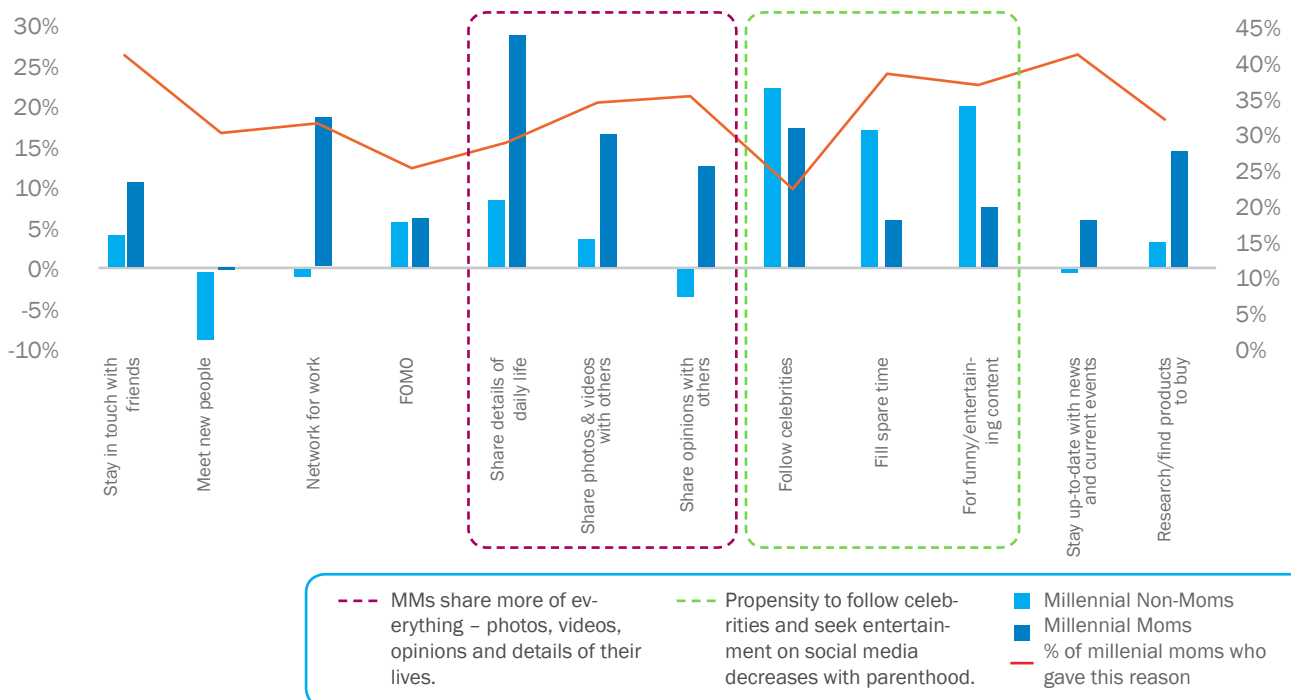 30%
25%
20%
15%
10%
5%
0%
-5%
-10%
45%
40%
35%
30%
25%
20%
15%
10%
5%
0%
Stay in touch with
friends
Meet new people
Network for work
FOMO
Share details of
daily life
Share photos & videos
with others
Share opinions with
others
Follow celebrities
Fill spare time
For funny/entertain-
ing content
Stay up-to-date with news
and current events
Research/find products
to buy
MMs share more of ev-
erything – photos, videos,
opinions and details of their
lives.
Propensity to follow celeb-
rities and seek entertain-
ment on social media
decreases with parenthood.
Millennial Non-Moms
Millennial Moms
% of millenial moms who
gave this reason